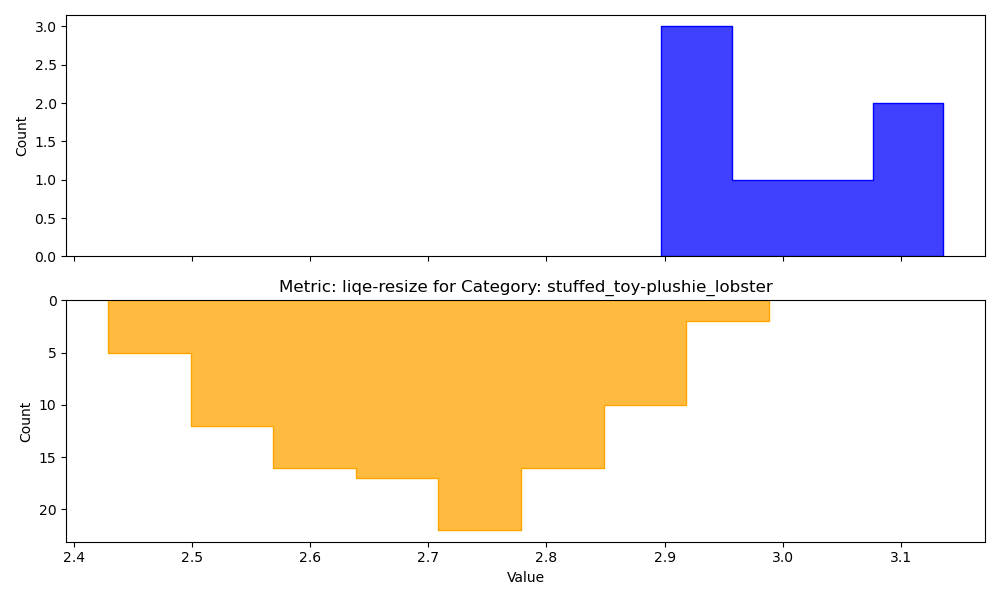 3.0
2.5
2.0
1.5
1.0
0.5
0.0
Count
Metric: liqe-resize for Category: stuffed_toy-plushie_lobster
0
5
10
15
20
Count
2.4 2.5 2.6 2.7 2.8 2.9 3.0 3.1
Value